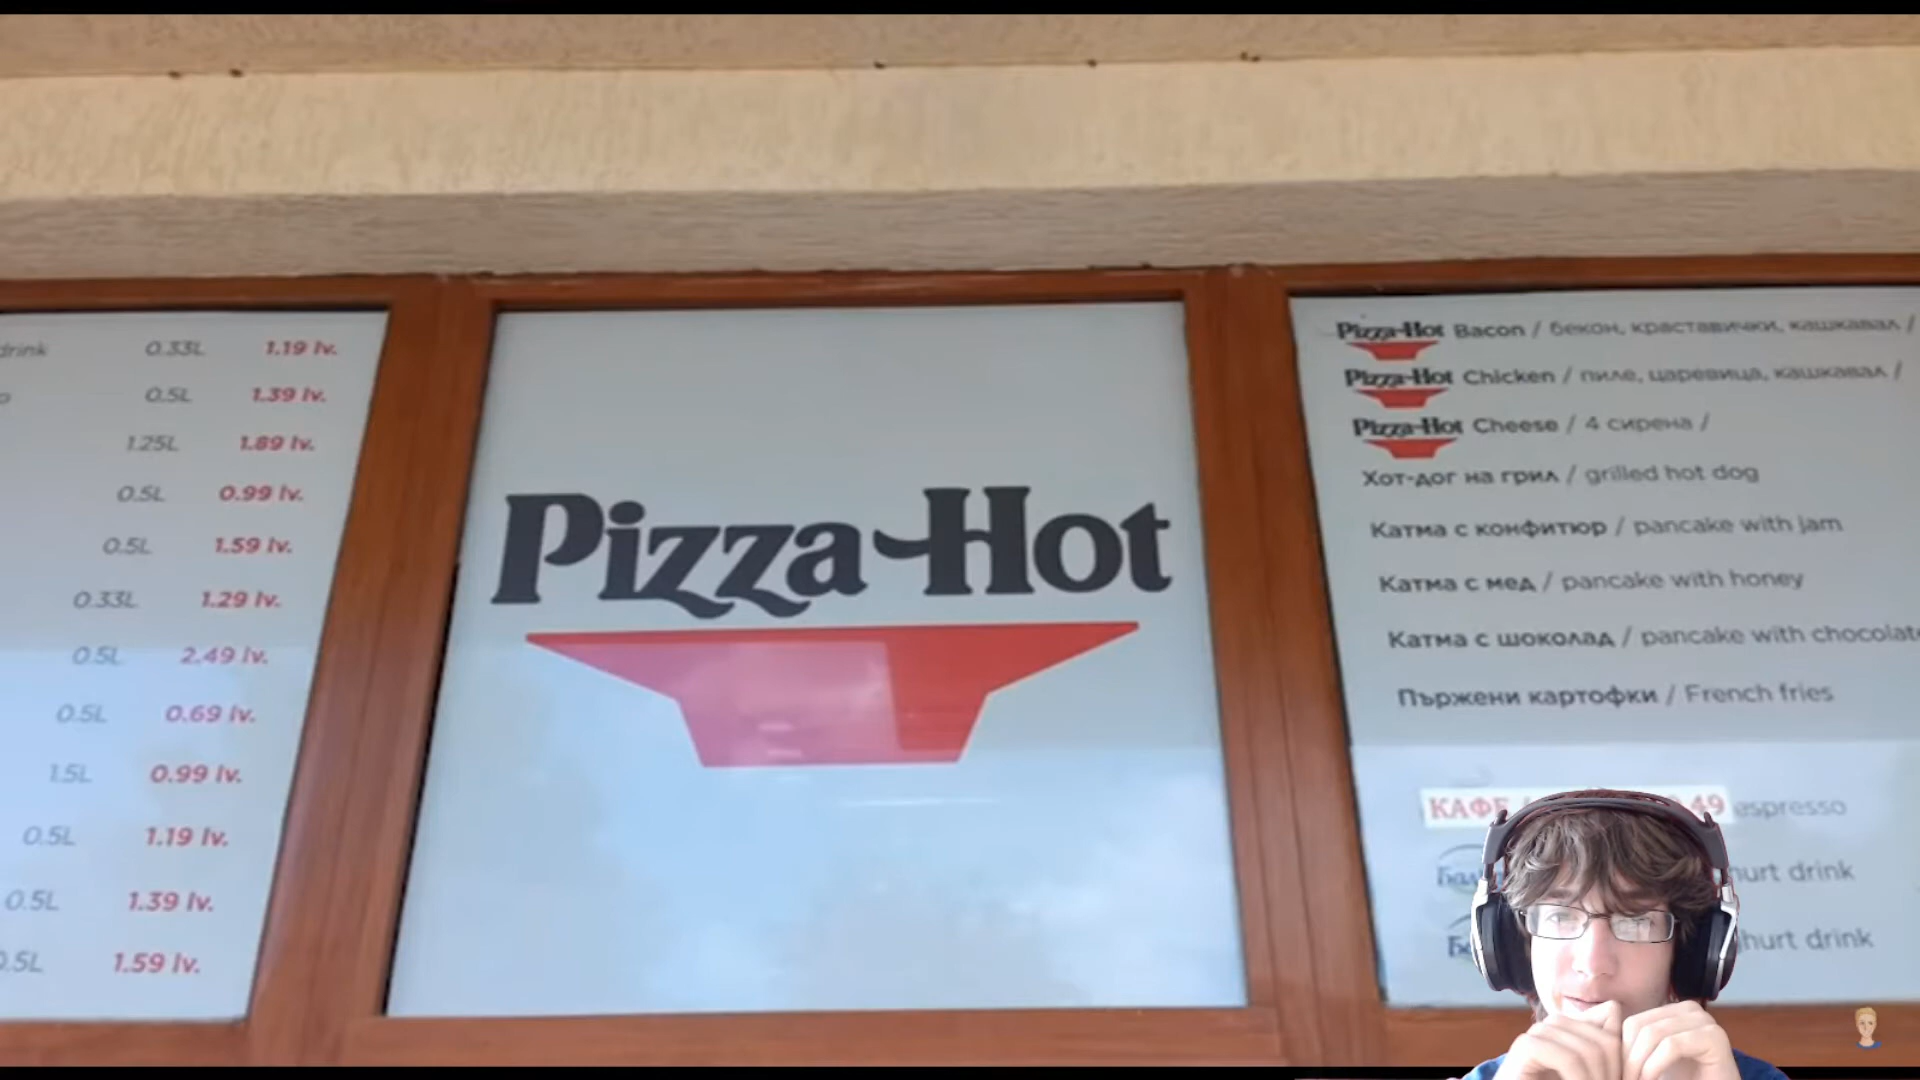 drink 0.33L 1.19 lv.
0.5L 1.39 lv.
1.25L 1.89 lv.
0.5L 0.99 lv.
0.5L 1.59 lv.
0.33L 1.29 lv.
0.5L 2.49 lv.
0.5L 0.69 lv.
1.5L 0.99 lv.
0.5L 1.19 lv.
0.5L 1.39 lv.
0.5L 1.59 lv.
Pizza Hot
Pizza Hot Bacon / бекон, краставички, кашкавал /
Pizza Hot Chicken / пиле, царевица, кашкавал /
Pizza Hot Cheese / 4 сирена /
Хот-дог на грил / grilled hot dog
Катма с конфитюр / pancake with jam
Катма с мед / pancake with honey
Катма с шоколад / pancake with chocolate
Пържени картофки / French fries
КАФЕ .49 espresso
hurt drink
hurt drink